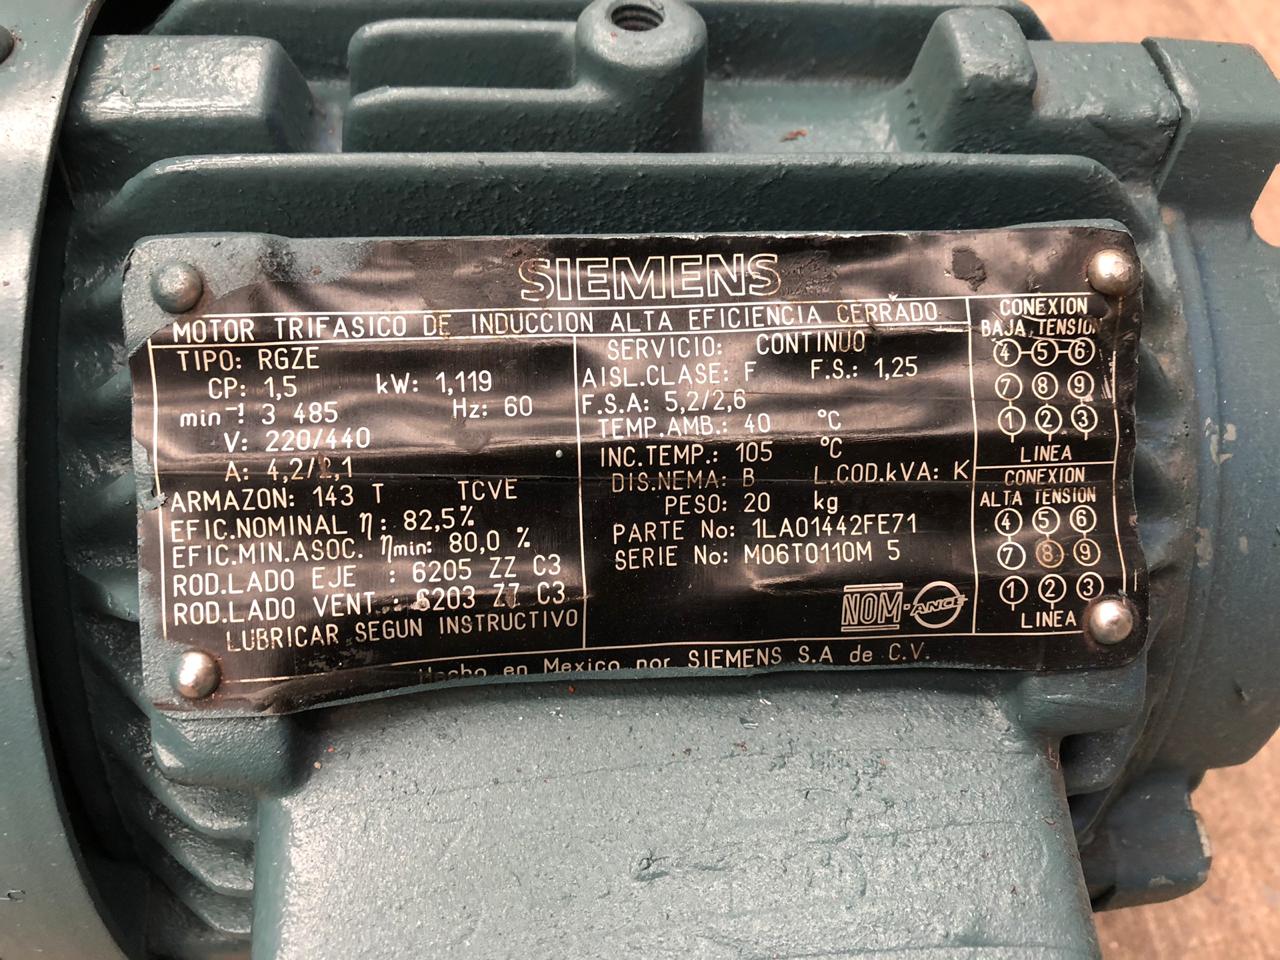 SIEMENS
MOTOR TRIFASICO DE INDUCCION ALTA EFICIENCIA CERRADO
TIPO: RGZE
CP: 1,5 kW: 1,119
min⁻¹: 3 485 Hz: 60
V: 220/440
A: 4,2/2,1
ARMAZON: 143 T TCVE
EFIC.NOMINAL η: 82,5%
EFIC.MIN.ASOC. ηmin: 80,0 %
ROD.LADO EJE : 6205 ZZ C3
ROD.LADO VENT.: 6203 ZZ C3
LUBRICAR SEGUN INSTRUCTIVO
SERVICIO: CONTINUO
AISL.CLASE: F F.S.: 1,25
F.S.A: 5,2/2,6
TEMP.AMB.: 40 °C
INC.TEMP.: 105 °C
DIS.NEMA: B L.COD.kVA: K
PESO: 20 kg
PARTE No: 1LA01442FE71
SERIE No: M06T0110M 5
NOM-ANCE
CONEXION
BAJA TENSION
4-5-6
7 8 9
1 2 3
LINEA
CONEXION
ALTA TENSION
4 5 6
7 8 9
1 2 3
LINEA
Hecho en Mexico por SIEMENS S.A de C.V.